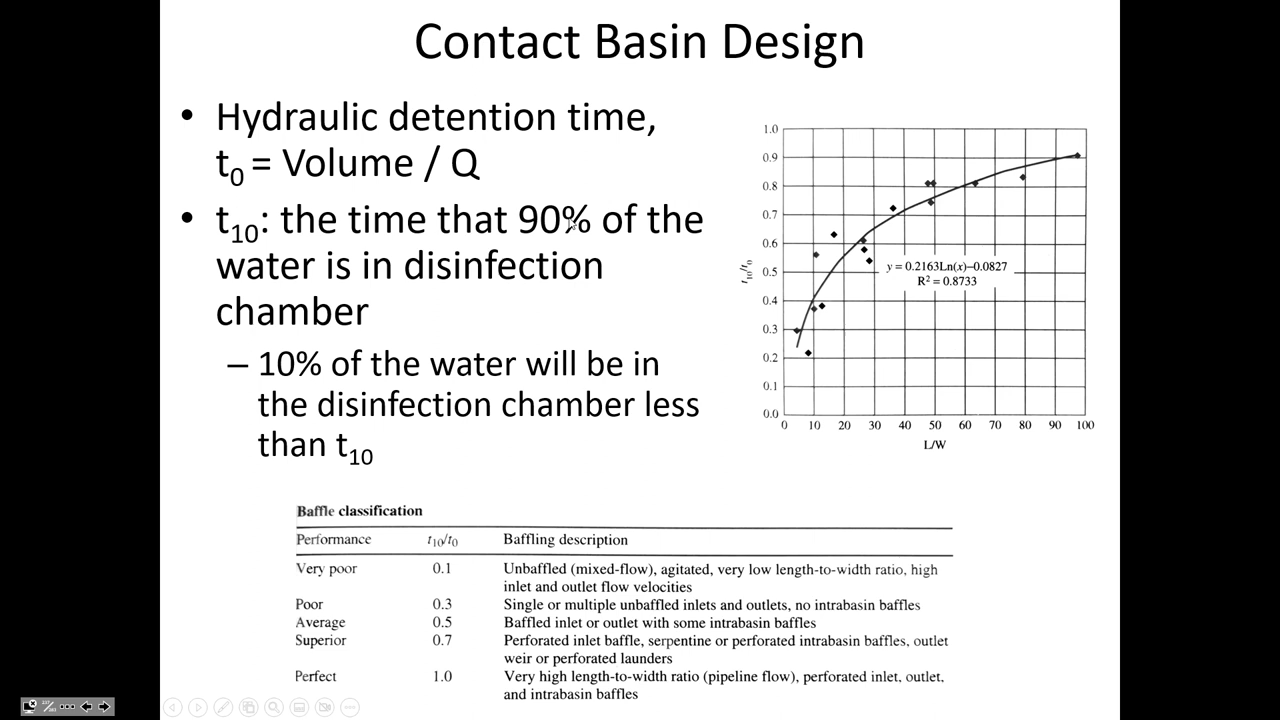 Contact Basin Design
• Hydraulic detention time,
t₀ = Volume / Q
• t₁₀: the time that 90% of the
water is in disinfection
chamber
– 10% of the water will be in
the disinfection chamber less
than t₁₀
1.0
0.9
0.8
0.7
0.6
0.5
0.4
0.3
0.2
0.1
0.0
t₁₀/t₀
y = 0.2163Ln(x)–0.0827
R² = 0.8733
0 10 20 30 40 50 60 70 80 90 100
L/W
Baffle classification
Performance t₁₀/t₀ Baffling description
Very poor 0.1 Unbaffled (mixed-flow), agitated, very low length-to-width ratio, high
inlet and outlet flow velocities
Poor 0.3 Single or multiple unbaffled inlets and outlets, no intrabasin baffles
Average 0.5 Baffled inlet or outlet with some intrabasin baffles
Superior 0.7 Perforated inlet baffle, serpentine or perforated intrabasin baffles, outlet
weir or perforated launders
Perfect 1.0 Very high length-to-width ratio (pipeline flow), perforated inlet, outlet,
and intrabasin baffles